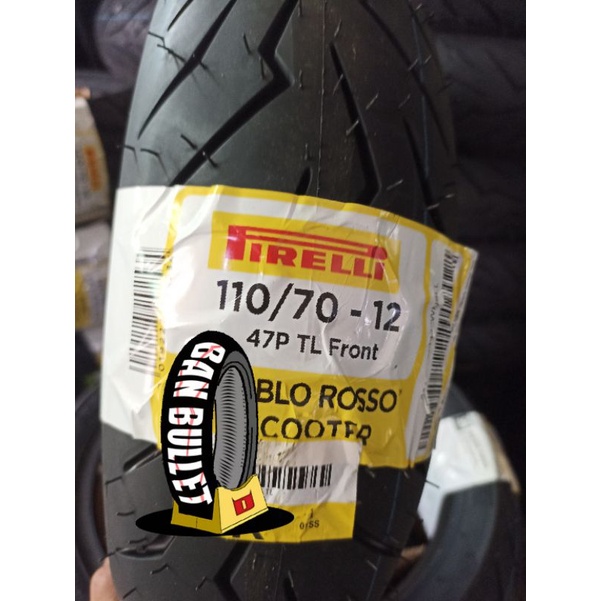 PIRELLI
110/70 - 12
47P TL Front
BLO ROSSO
COOTER
BAN BULLET